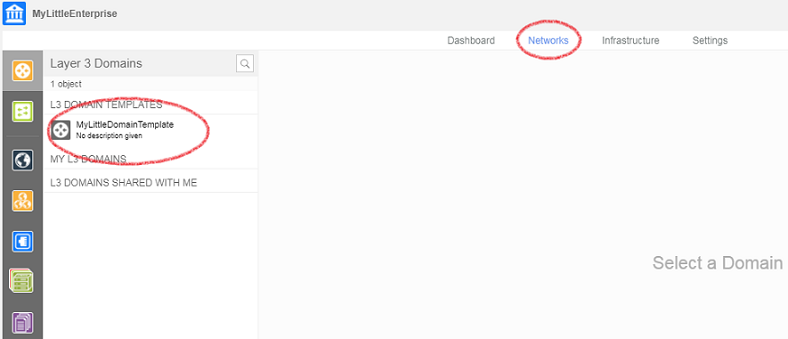 MyLittleEnterprise
Dashboard Networks Infrastructure Settings
Layer 3 Domains
1 object
L3 DOMAIN TEMPLATES
MyLittleDomainTemplate
No description given
MY L3 DOMAINS
L3 DOMAINS SHARED WITH ME
Select a Domain